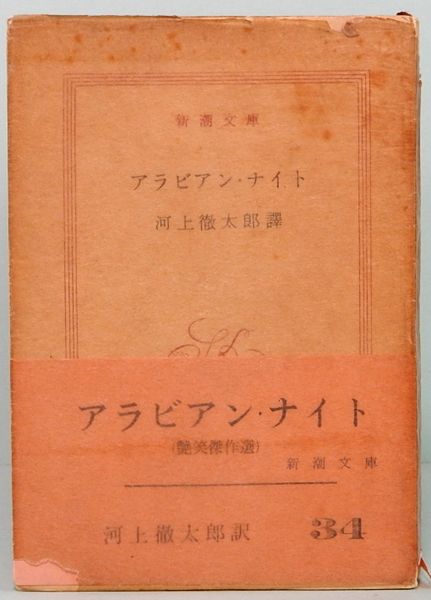 新潮文庫
アラビアン・ナイト
河上徹太郎譯
アラビアン・ナイト
(艶笑傑作選)
新潮文庫
河上徹太郎訳
34